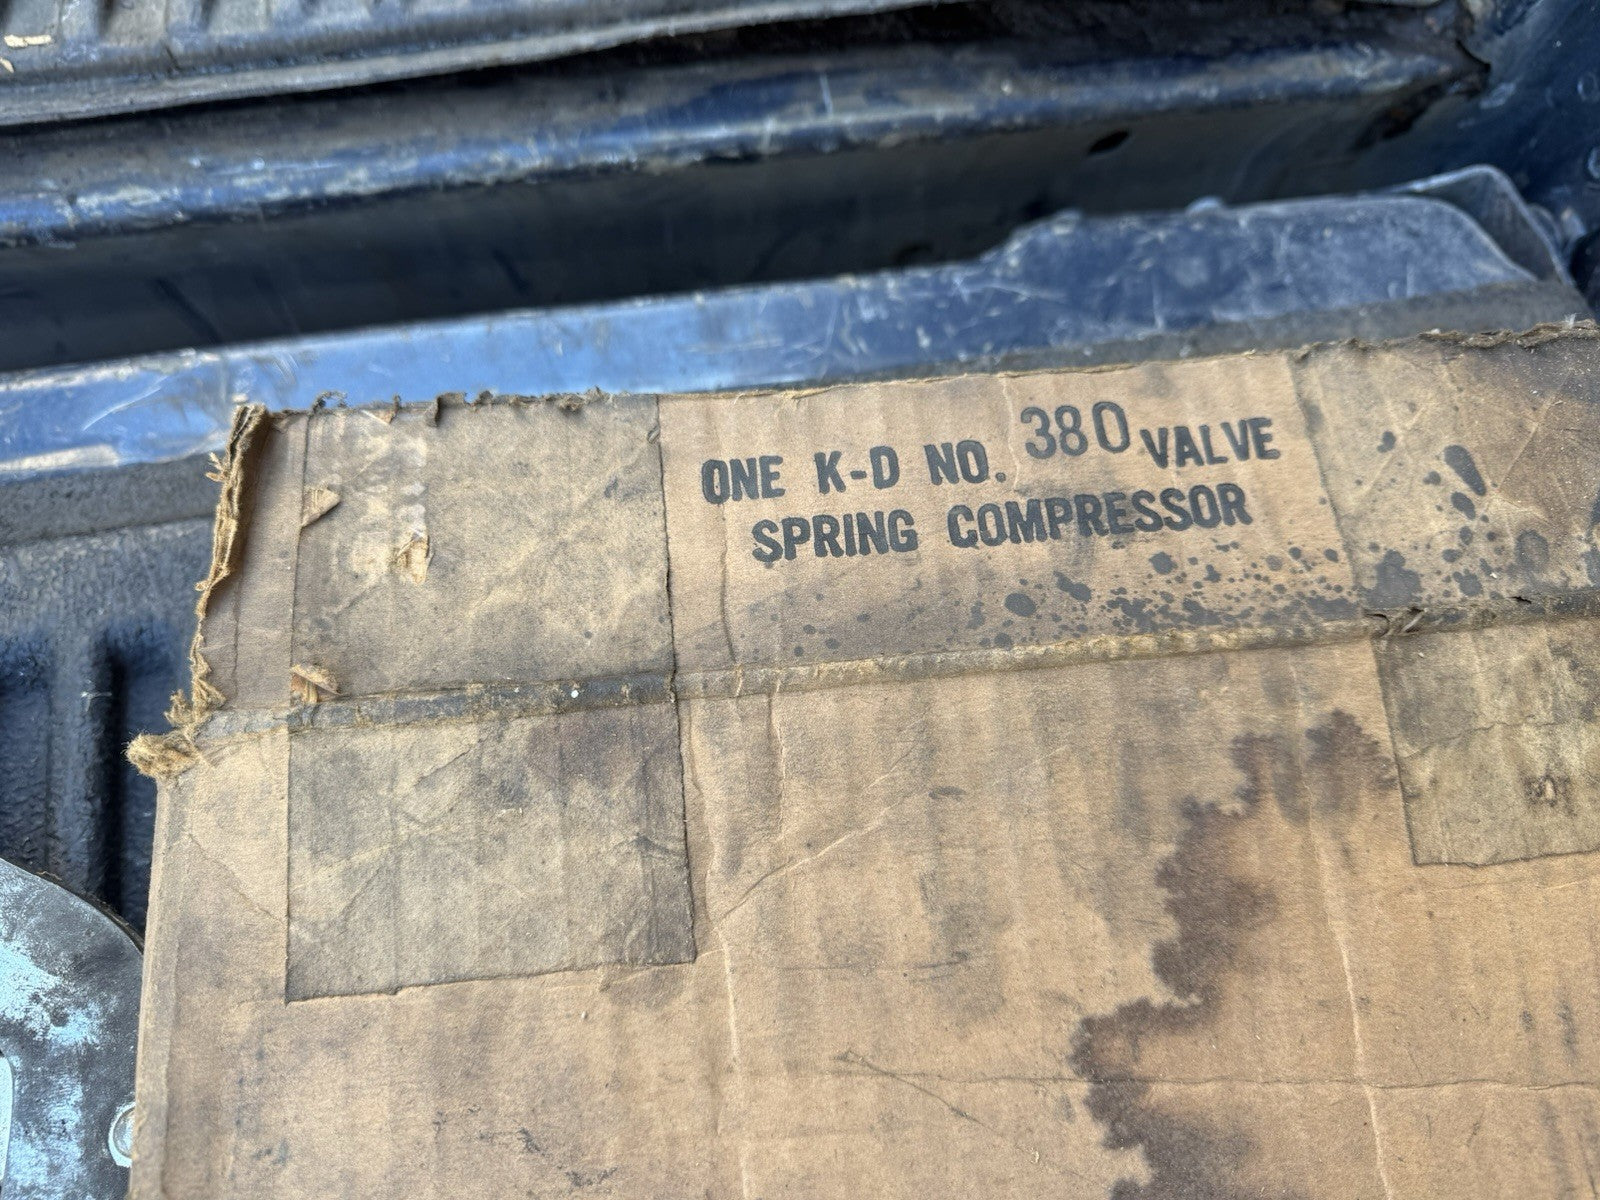 ONE K-D NO. 380 VALVE
SPRING COMPRESSOR